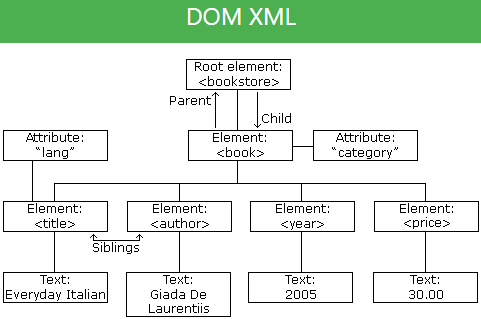 DOM XML
Root element:
<bookstore>
Parent
Child
Attribute:
"lang"
Element:
<book>
Attribute:
"category"
Element:
<title>
Element:
<author>
Element:
<year>
Element:
<price>
Siblings
Text:
Everyday Italian
Text:
Giada De
Laurentiis
Text:
2005
Text:
30.00